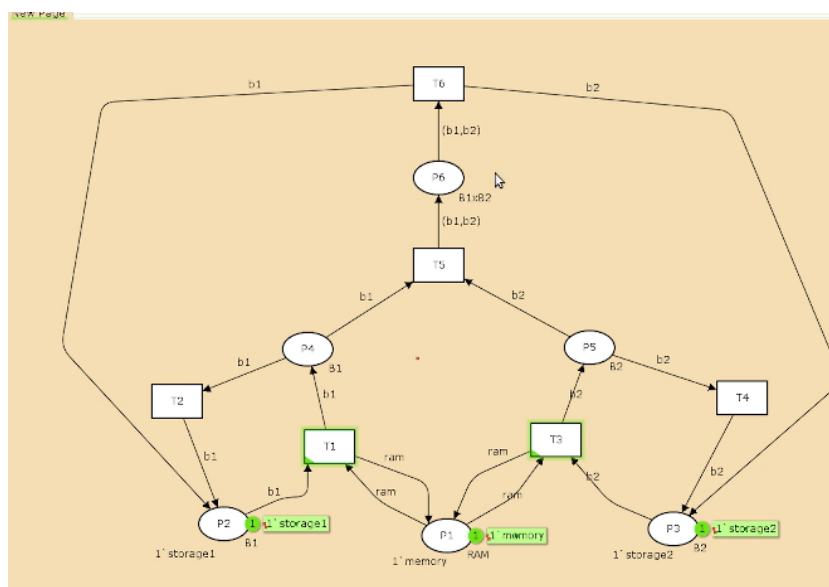 New Page
T6
b1
b2
(b1,b2)
P6
B1xB2
(b1,b2)
T5
b1
b2
P4
B1
P5
B2
b1
b2
T2
T4
b1
b2
T1
T3
ram
ram
b1
b2
b1
ram
ram
b2
P2
1
1`storage1
B1
1`storage1
P1
1
1`memory
RAM
1`memory
P3
1
1`storage2
B2
1`storage2